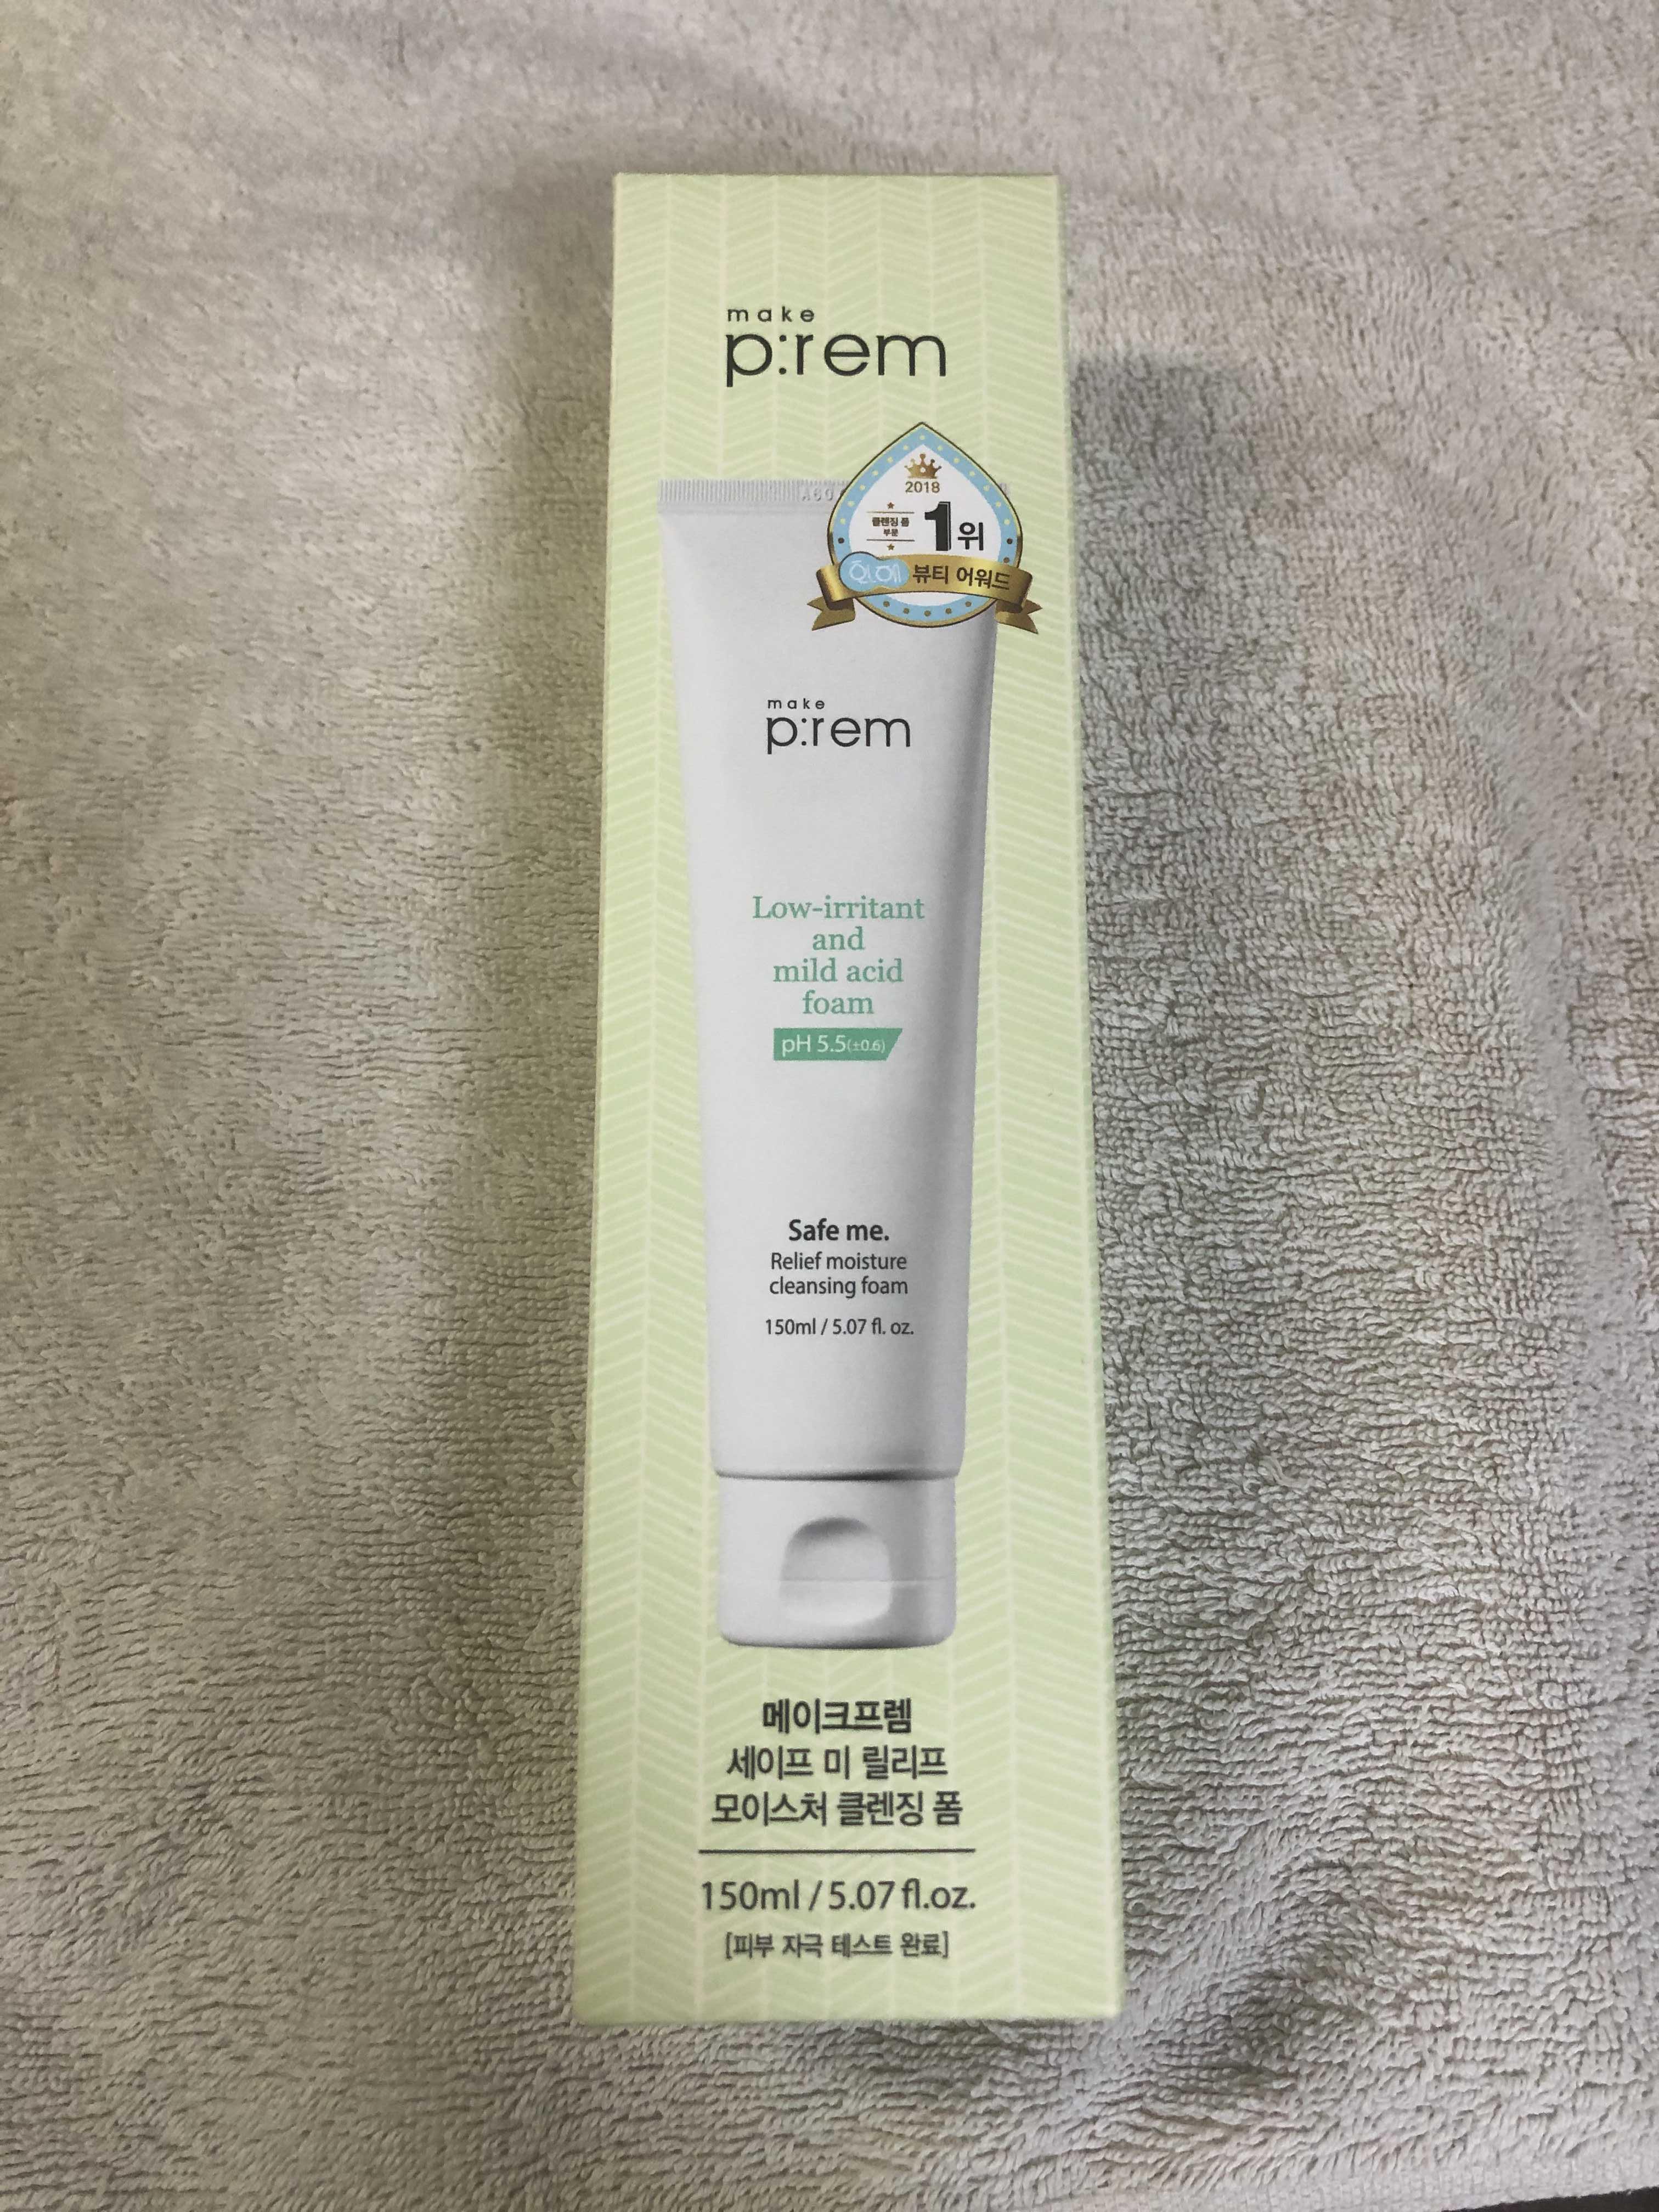 make
p:rem
2018
클렌징 폼
부문
1위
화해 뷰티 어워드
make
p:rem
Low-irritant
and
mild acid
foam
pH 5.5(±0.6)
Safe me.
Relief moisture
cleansing foam
150ml / 5.07 fl. oz.
메이크프렘
세이프 미 릴리프
모이스처 클렌징 폼
150ml / 5.07 fl.oz.
[피부 자극 테스트 완료]